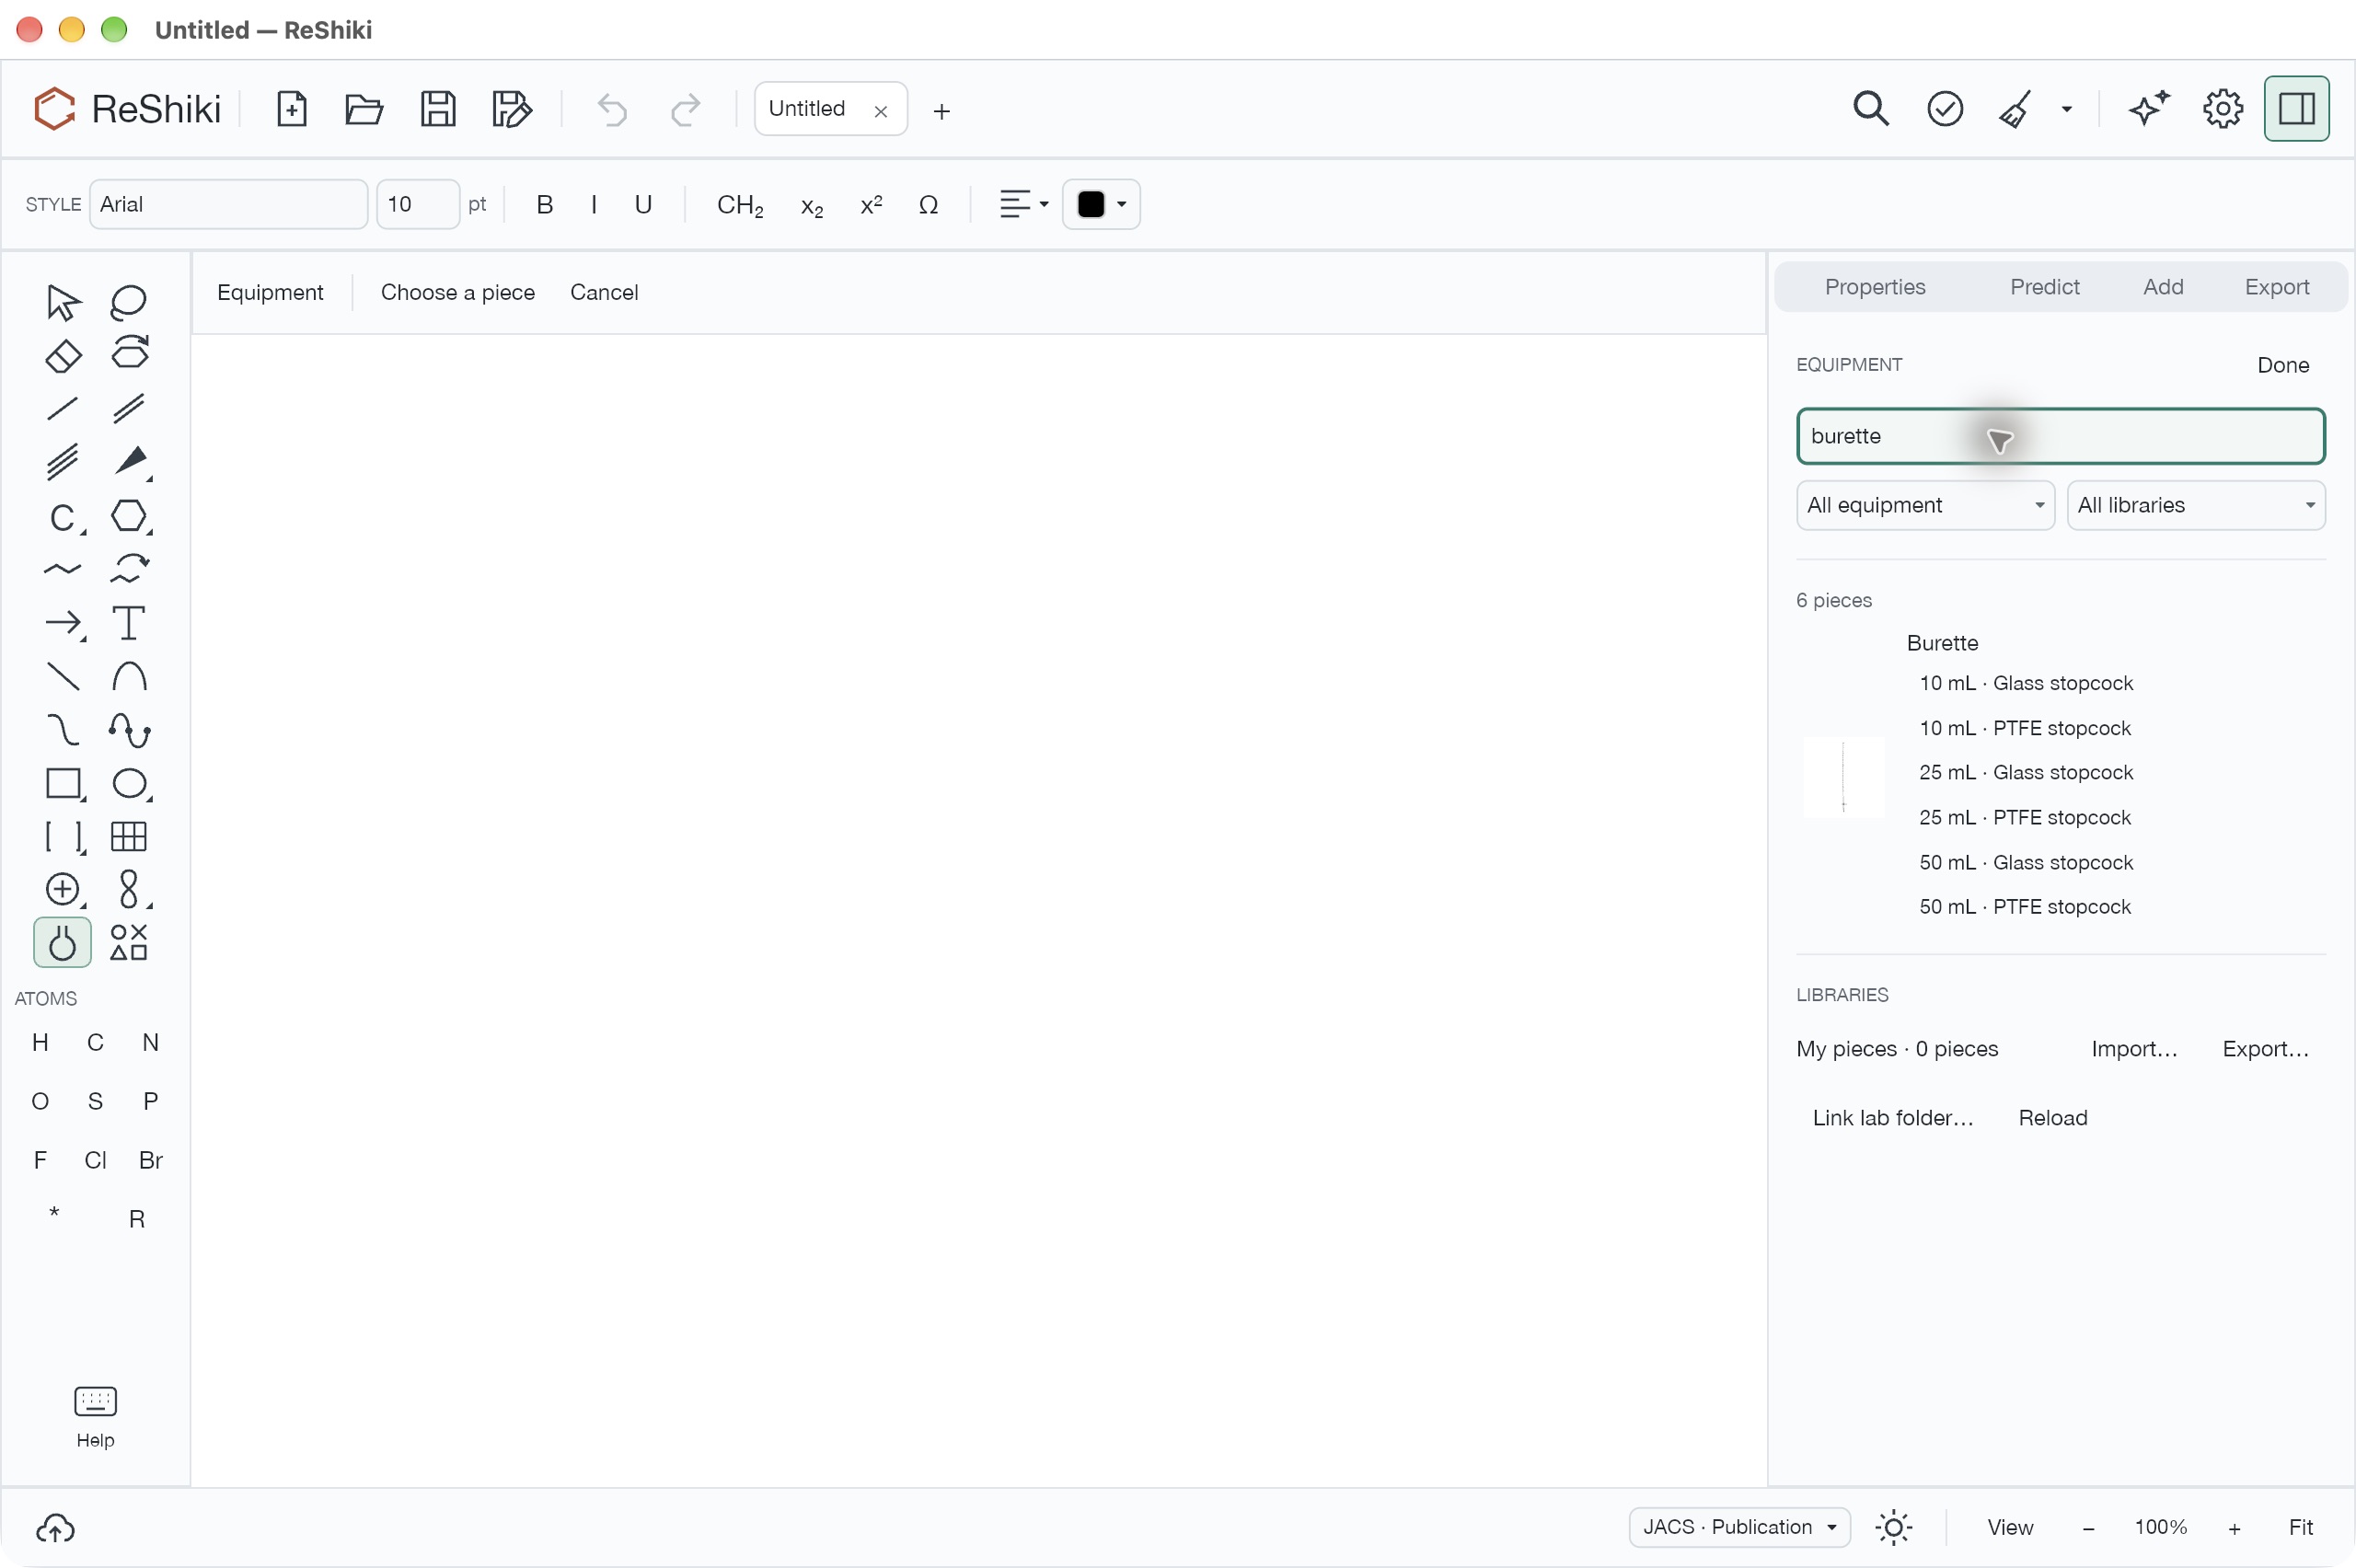 Untitled — ReShiki
ReShiki
Untitled
STYLE Arial 10 pt B I U CH₂ x₂ x² Ω
Equipment Choose a piece Cancel
Properties Predict Add Export
EQUIPMENT Done
burette
All equipment All libraries
6 pieces
Burette
10 mL · Glass stopcock
10 mL · PTFE stopcock
25 mL · Glass stopcock
25 mL · PTFE stopcock
50 mL · Glass stopcock
50 mL · PTFE stopcock
LIBRARIES
My pieces · 0 pieces Import... Export...
Link lab folder... Reload
C
T
ATOMS
H C N
O S P
F Cl Br
* R
Help
JACS · Publication View − 100% + Fit